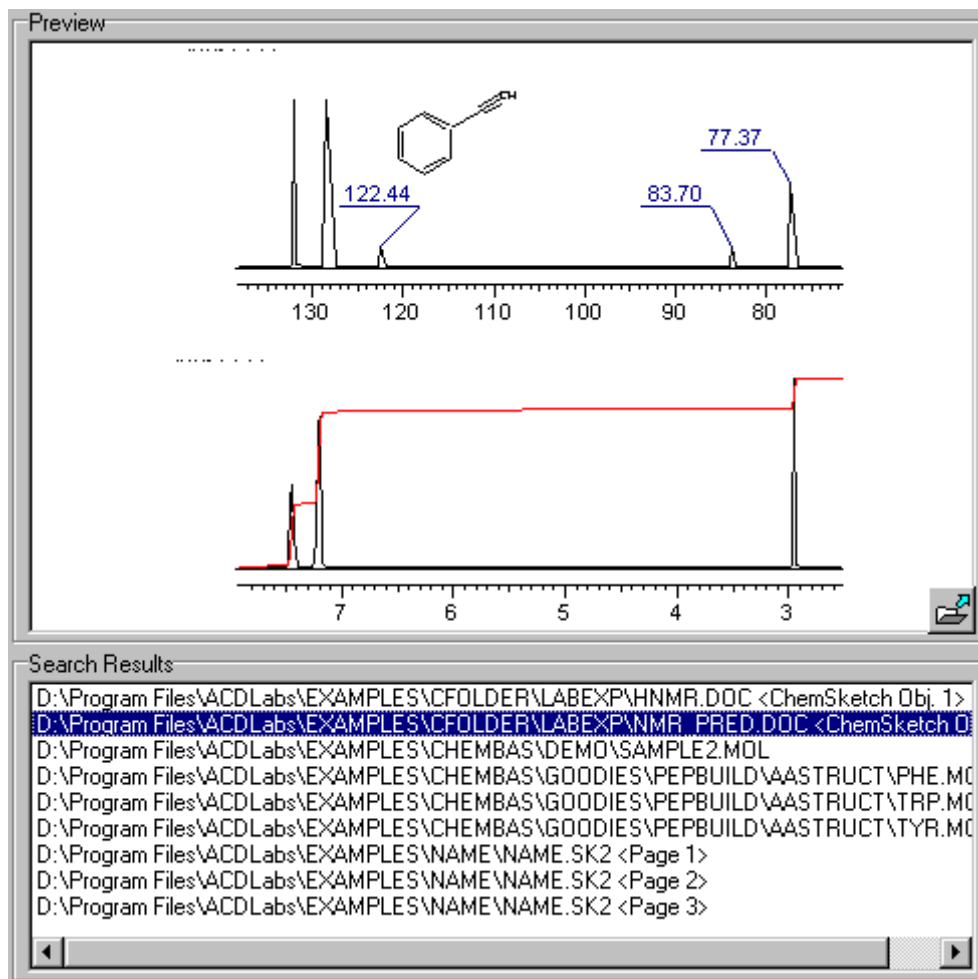 Preview
CH
77.37
122.44
83.70
130 120 110 100 90 80
7 6 5 4 3
Search Results
D:\Program Files\ACDLabs\EXAMPLES\CFOLDER\LABEXP\HNMR.DOC <ChemSketch Obj. 1>
D:\Program Files\ACDLabs\EXAMPLES\CFOLDER\LABEXP\NMR_PRED.DOC <ChemSketch O
D:\Program Files\ACDLabs\EXAMPLES\CHEMBAS\DEMO\SAMPLE2.MOL
D:\Program Files\ACDLabs\EXAMPLES\CHEMBAS\GOODIES\PEPBUILD\AASTRUCT\PHE.MO
D:\Program Files\ACDLabs\EXAMPLES\CHEMBAS\GOODIES\PEPBUILD\AASTRUCT\TRP.MO
D:\Program Files\ACDLabs\EXAMPLES\CHEMBAS\GOODIES\PEPBUILD\AASTRUCT\TYR.MO
D:\Program Files\ACDLabs\EXAMPLES\NAME\NAME.SK2 <Page 1>
D:\Program Files\ACDLabs\EXAMPLES\NAME\NAME.SK2 <Page 2>
D:\Program Files\ACDLabs\EXAMPLES\NAME\NAME.SK2 <Page 3>